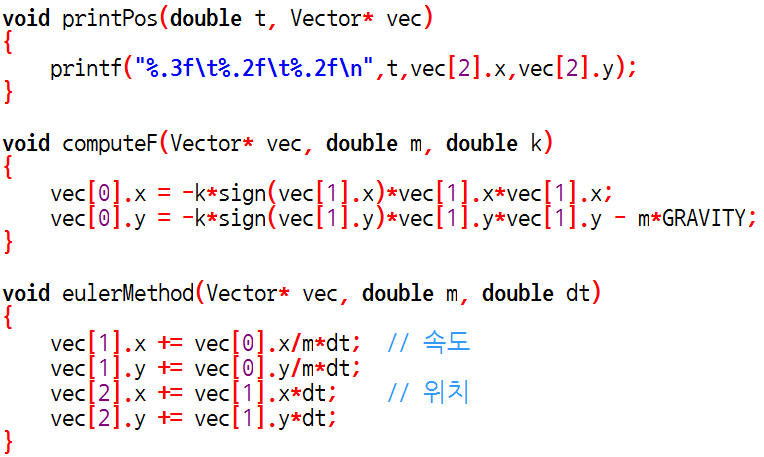 void printPos(double t, Vector* vec)
{
    printf("%.3f\t%.2f\t%.2f\n",t,vec[2].x,vec[2].y);
}

void computeF(Vector* vec, double m, double k)
{
    vec[0].x = -k*sign(vec[1].x)*vec[1].x*vec[1].x;
    vec[0].y = -k*sign(vec[1].y)*vec[1].y*vec[1].y - m*GRAVITY;
}

void eulerMethod(Vector* vec, double m, double dt)
{
    vec[1].x += vec[0].x/m*dt;  // 속도
    vec[1].y += vec[0].y/m*dt;
    vec[2].x += vec[1].x*dt;    // 위치
    vec[2].y += vec[1].y*dt;
}